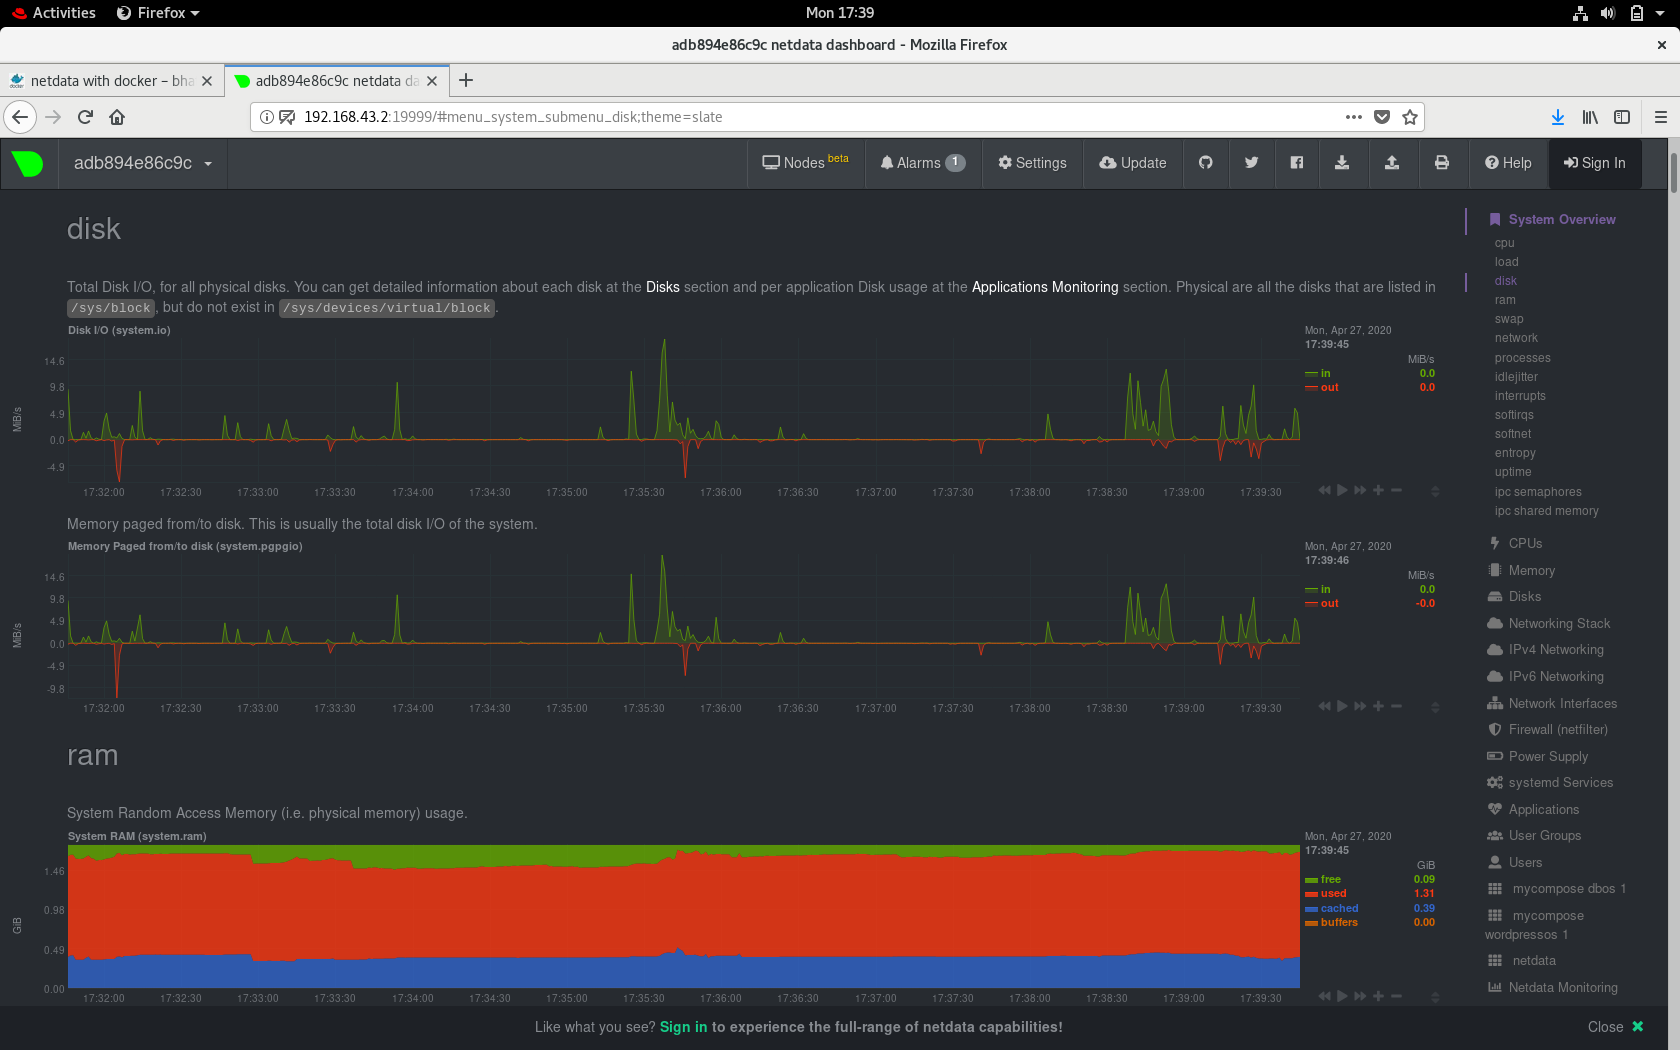 Activities Firefox Mon 17:39
adb894e86c9c netdata dashboard - Mozilla Firefox
netdata with docker – bha adb894e86c9c netdata da
192.168.43.2:19999/#menu_system_submenu_disk;theme=slate
adb894e86c9c Nodes beta Alarms 1 Settings Update Help Sign In
disk
Total Disk I/O, for all physical disks. You can get detailed information about each disk at the Disks section and per application Disk usage at the Applications Monitoring section. Physical are all the disks that are listed in
/sys/block, but do not exist in /sys/devices/virtual/block.
Disk I/O (system.io)
Mon, Apr 27, 2020
17:39:45
MiB/s
in 0.0
out 0.0
MiB/s
14.6
9.8
4.9
0.0
-4.9
17:32:00 17:32:30 17:33:00 17:33:30 17:34:00 17:34:30 17:35:00 17:35:30 17:36:00 17:36:30 17:37:00 17:37:30 17:38:00 17:38:30 17:39:00 17:39:30
Memory paged from/to disk. This is usually the total disk I/O of the system.
Memory Paged from/to disk (system.pgpgio)
Mon, Apr 27, 2020
17:39:46
MiB/s
in 0.0
out -0.0
MiB/s
14.6
9.8
4.9
0.0
-4.9
-9.8
17:32:00 17:32:30 17:33:00 17:33:30 17:34:00 17:34:30 17:35:00 17:35:30 17:36:00 17:36:30 17:37:00 17:37:30 17:38:00 17:38:30 17:39:00 17:39:30
ram
System Random Access Memory (i.e. physical memory) usage.
System RAM (system.ram)
Mon, Apr 27, 2020
17:39:45
GiB
free 0.09
used 1.31
cached 0.39
buffers 0.00
GiB
1.46
0.98
0.49
0.00
17:32:00 17:32:30 17:33:00 17:33:30 17:34:00 17:34:30 17:35:00 17:35:30 17:36:00 17:36:30 17:37:00 17:37:30 17:38:00 17:38:30 17:39:00 17:39:30
System Overview
cpu
load
disk
ram
swap
network
processes
idlejitter
interrupts
softirqs
softnet
entropy
uptime
ipc semaphores
ipc shared memory
CPUs
Memory
Disks
Networking Stack
IPv4 Networking
IPv6 Networking
Network Interfaces
Firewall (netfilter)
Power Supply
systemd Services
Applications
User Groups
Users
mycompose dbos 1
mycompose
wordpressos 1
netdata
Netdata Monitoring
Like what you see? Sign in to experience the full-range of netdata capabilities!
Close